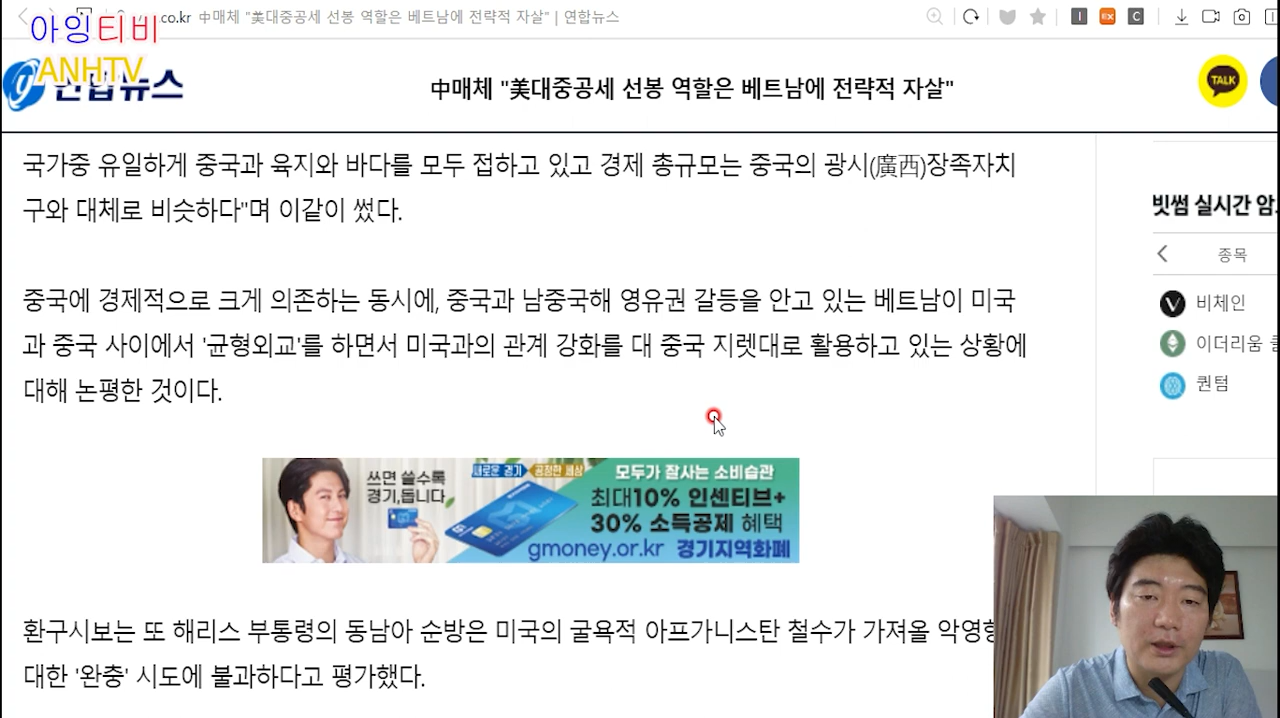 co.kr 中매체 "美대중공세 선봉 역할은 베트남에 전략적 자살" | 연합뉴스
아잉티비
ANHTV
연합뉴스
中매체 "美대중공세 선봉 역할은 베트남에 전략적 자살"
TALK
국가중 유일하게 중국과 육지와 바다를 모두 접하고 있고 경제 총규모는 중국의 광시(廣西)장족자치
구와 대체로 비슷하다"며 이같이 썼다.
빗썸 실시간 암
종목
중국에 경제적으로 크게 의존하는 동시에, 중국과 남중국해 영유권 갈등을 안고 있는 베트남이 미국
과 중국 사이에서 '균형외교'를 하면서 미국과의 관계 강화를 대 중국 지렛대로 활용하고 있는 상황에
대해 논평한 것이다.
비체인
이더리움 클
퀀텀
쓰면 쓸수록
경기,돕니다
새로운 경기 공정한 세상
모두가 잘사는 소비습관
최대10% 인센티브+
30% 소득공제 혜택
gmoney.or.kr 경기지역화폐
환구시보는 또 해리스 부통령의 동남아 순방은 미국의 굴욕적 아프가니스탄 철수가 가져올 악영향
대한 '완충' 시도에 불과하다고 평가했다.